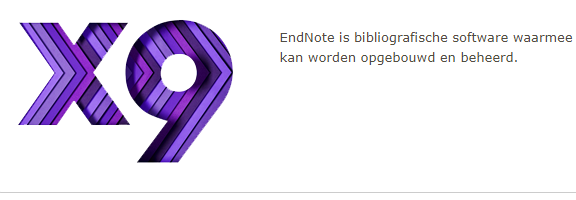 X9
EndNote is bibliografische software waarmee
kan worden opgebouwd en beheerd.